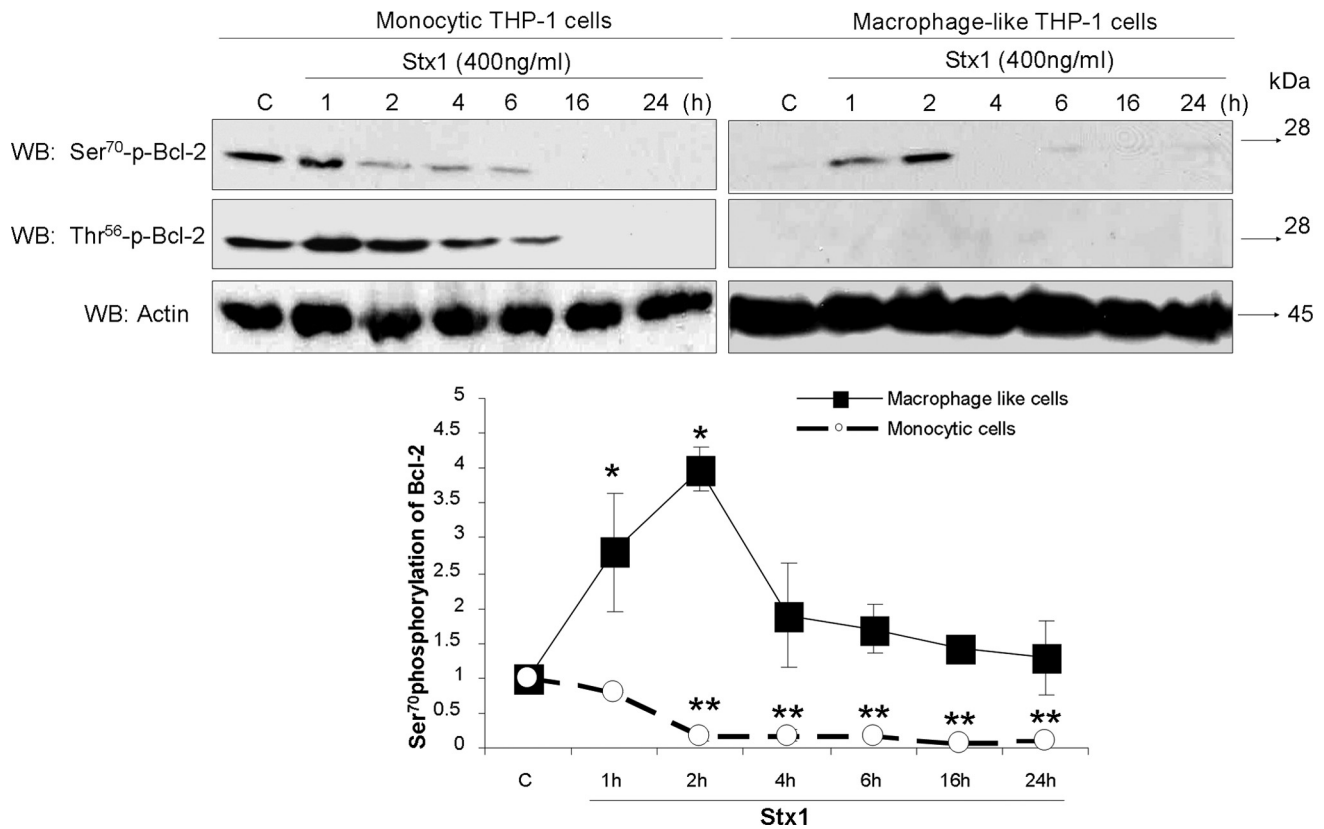 Monocytic THP-1 cells Macrophage-like THP-1 cells
Stx1 (400ng/ml) Stx1 (400ng/ml)
kDa
C 1 2 4 6 16 24 (h) C 1 2 4 6 16 24 (h)
WB: Ser⁷⁰-p-Bcl-2 28
WB: Thr⁵⁶-p-Bcl-2 28
WB: Actin 45
Ser⁷⁰phosphorylation of Bcl-2
5
4.5
4
3.5
3
2.5
2
1.5
1
0.5
0
Macrophage like cells
Monocytic cells
* *
** ** ** ** **
C 1h 2h 4h 6h 16h 24h
Stx1